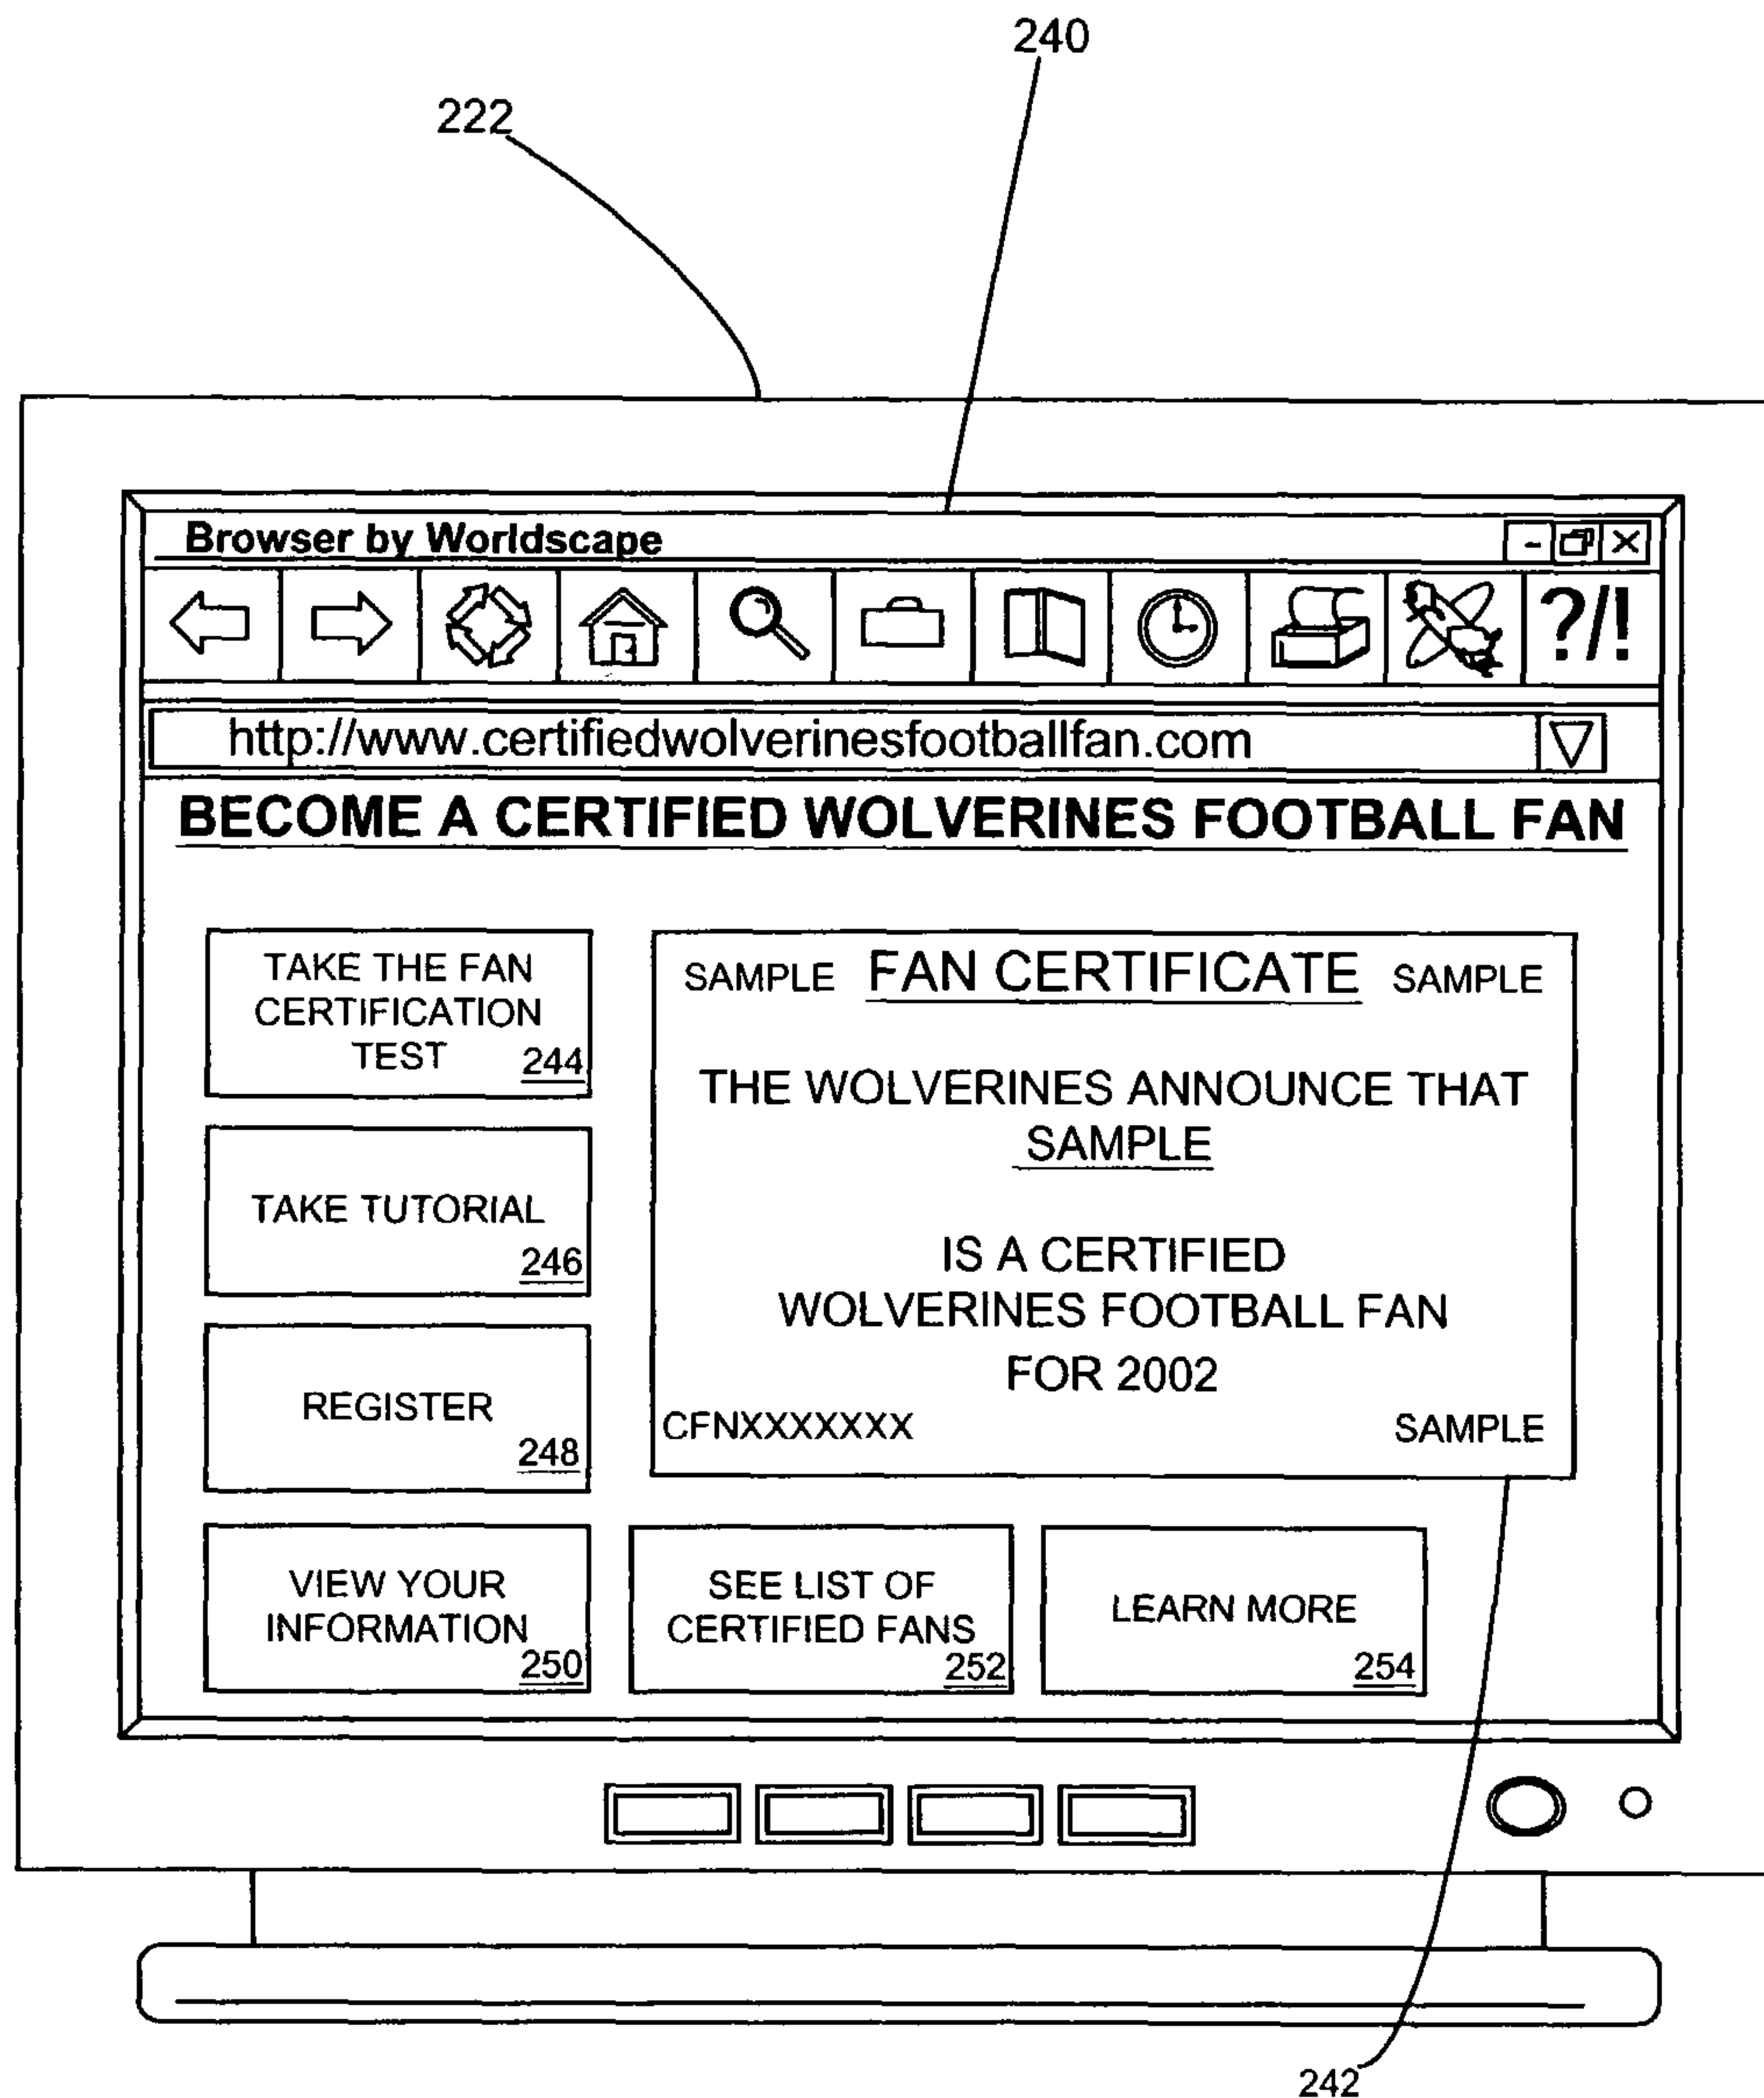 240
222
Browser by Worldscape
?/!
http://www.certifiedwolverinesfootballfan.com
BECOME A CERTIFIED WOLVERINES FOOTBALL FAN
TAKE THE FAN
CERTIFICATION
TEST 244
TAKE TUTORIAL
246
REGISTER
248
SAMPLE FAN CERTIFICATE SAMPLE
THE WOLVERINES ANNOUNCE THAT
SAMPLE
IS A CERTIFIED
WOLVERINES FOOTBALL FAN
FOR 2002
CFNXXXXXXX SAMPLE
VIEW YOUR
INFORMATION
250
SEE LIST OF
CERTIFIED FANS
252
LEARN MORE
254
242